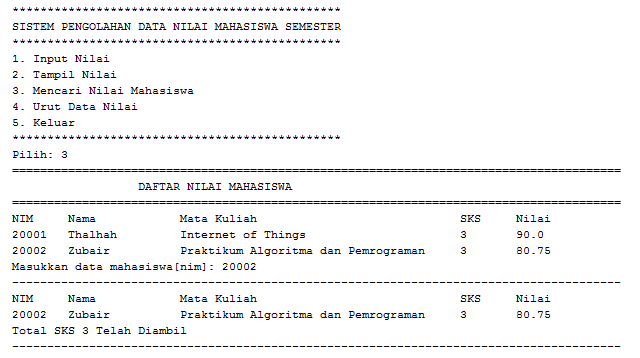 ***********************************************
SISTEM PENGOLAHAN DATA NILAI MAHASISWA SEMESTER
***********************************************
1. Input Nilai
2. Tampil Nilai
3. Mencari Nilai Mahasiswa
4. Urut Data Nilai
5. Keluar
***********************************************
Pilih: 3
=======================================================================================
DAFTAR NILAI MAHASISWA
=======================================================================================
NIM Nama Mata Kuliah SKS Nilai
20001 Thalhah Internet of Things 3 90.0
20002 Zubair Praktikum Algoritma dan Pemrograman 3 80.75
Masukkan data mahasiswa[nim]: 20002
---------------------------------------------------------------------------------------
NIM Nama Mata Kuliah SKS Nilai
20002 Zubair Praktikum Algoritma dan Pemrograman 3 80.75
Total SKS 3 Telah Diambil
---------------------------------------------------------------------------------------